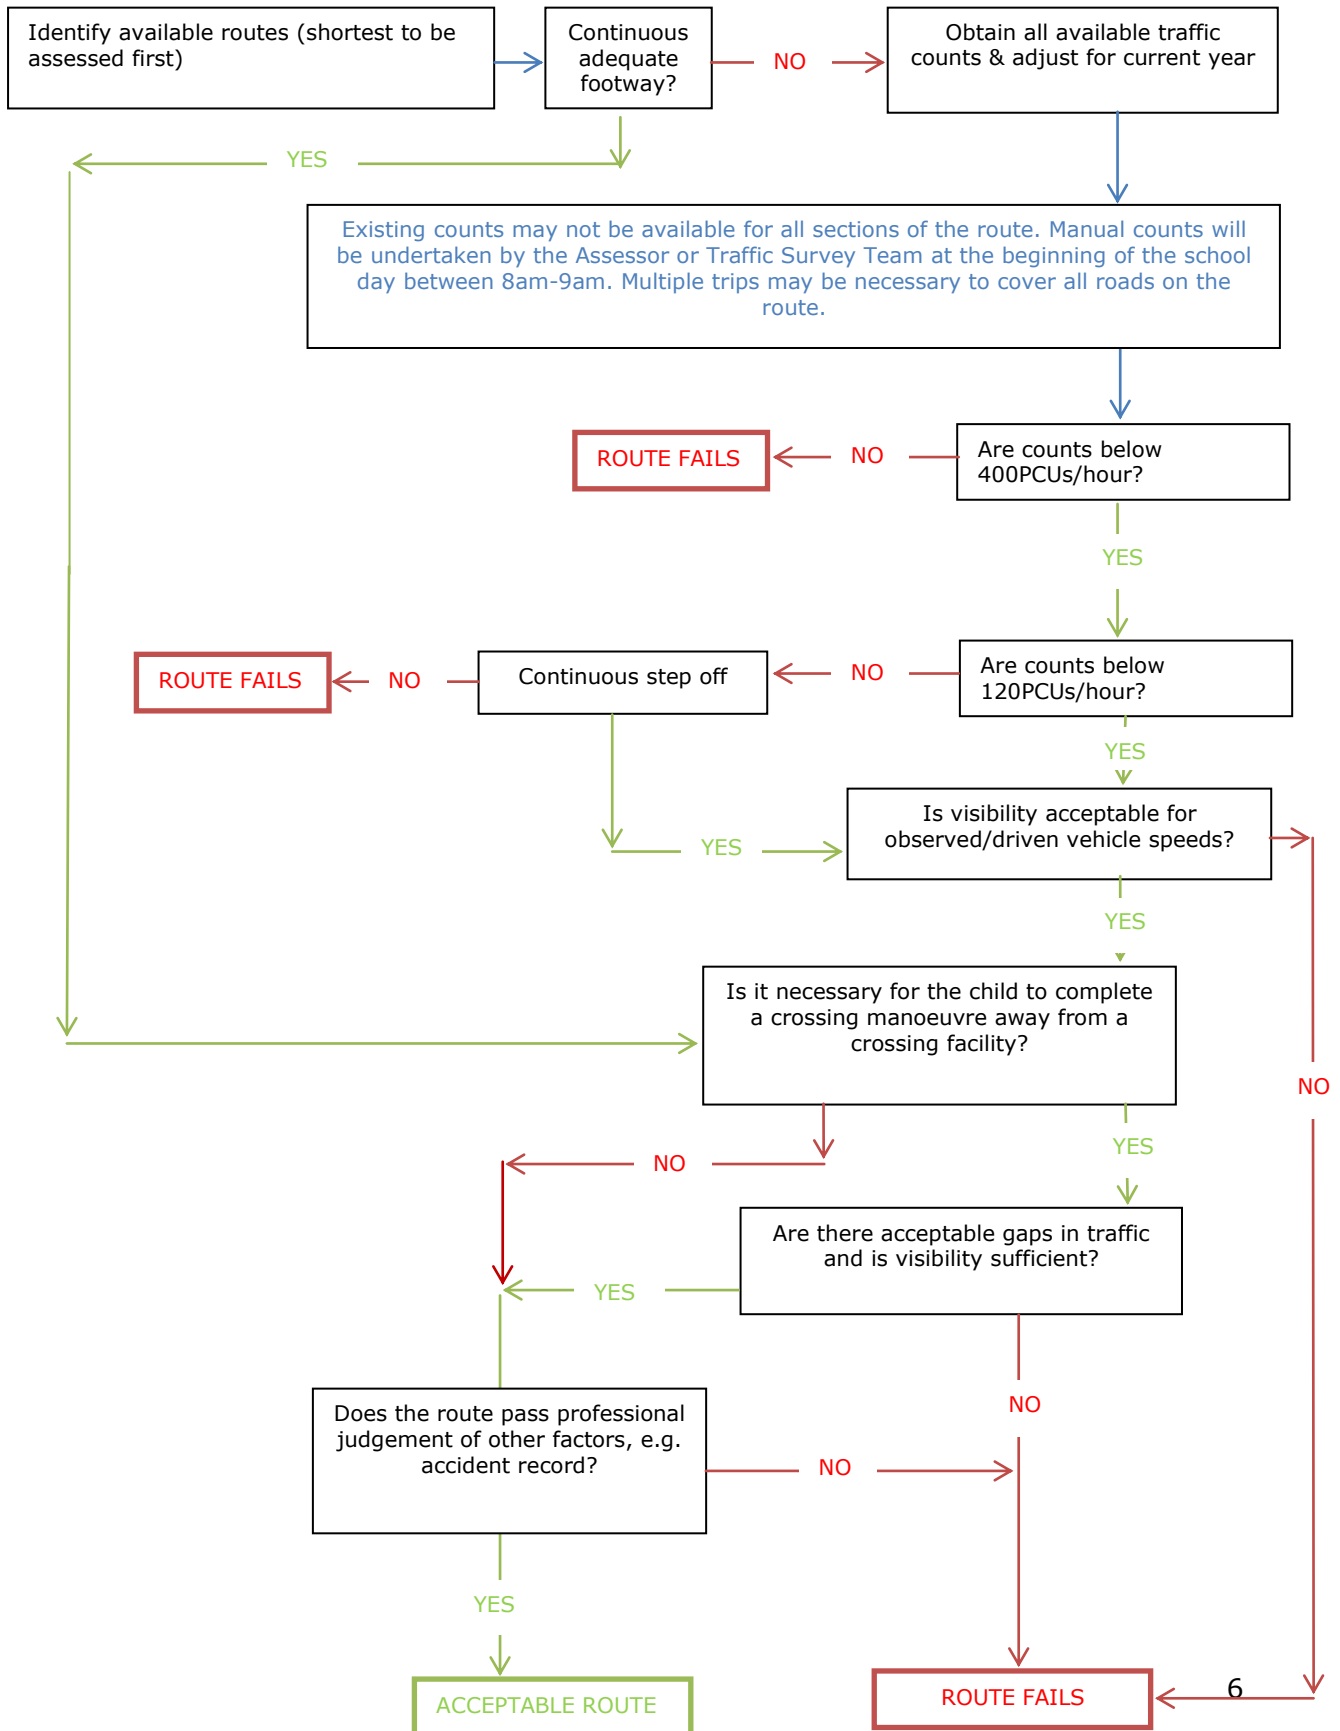 Identify available routes (shortest to be
assessed first)
Continuous
adequate
footway?
NO
Obtain all available traffic
counts & adjust for current year
YES
Existing counts may not be available for all sections of the route. Manual counts will
be undertaken by the Assessor or Traffic Survey Team at the beginning of the school
day between 8am-9am. Multiple trips may be necessary to cover all roads on the
route.
ROUTE FAILS
NO
Are counts below
400PCUs/hour?
YES
ROUTE FAILS
NO
Continuous step off
NO
Are counts below
120PCUs/hour?
YES
Is visibility acceptable for
observed/driven vehicle speeds?
YES
YES
Is it necessary for the child to complete
a crossing manoeuvre away from a
crossing facility?
NO
NO
YES
Are there acceptable gaps in traffic
and is visibility sufficient?
YES
Does the route pass professional
judgement of other factors, e.g.
accident record?
NO
NO
YES
ACCEPTABLE ROUTE
ROUTE FAILS
6